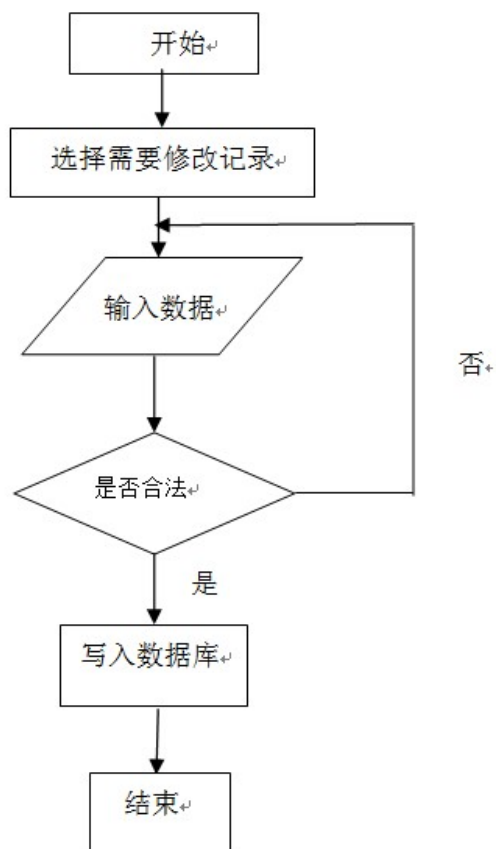 开始
选择需要修改记录
输入数据
否
是否合法
是
写入数据库
结束